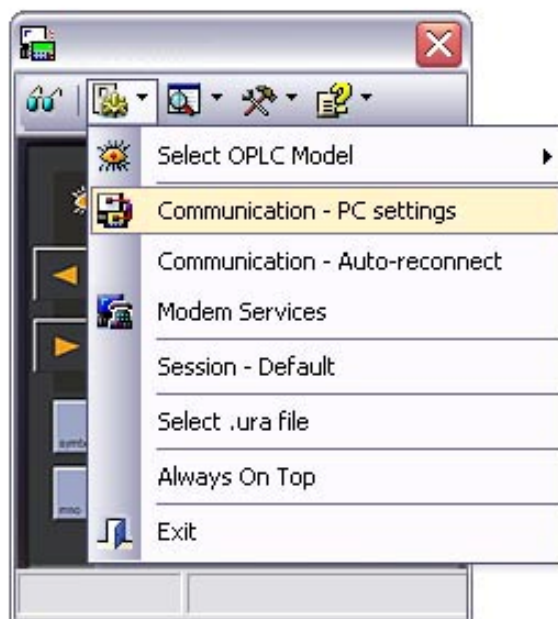 Select OPLC Model
Communication - PC settings
Communication - Auto-reconnect
Modem Services
Session - Default
Select .ura file
Always On Top
Exit